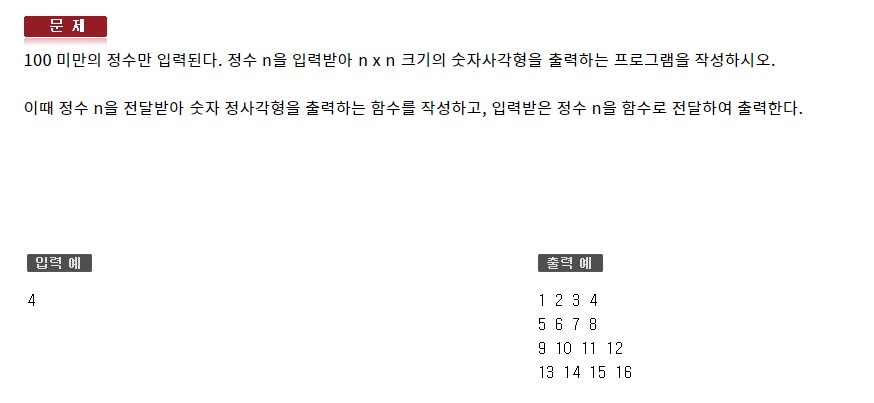 문 제
100 미만의 정수만 입력된다. 정수 n을 입력받아 n x n 크기의 숫자사각형을 출력하는 프로그램을 작성하시오.
이때 정수 n을 전달받아 숫자 정사각형을 출력하는 함수를 작성하고, 입력받은 정수 n을 함수로 전달하여 출력한다.
입력 예
4
출력 예
1 2 3 4
5 6 7 8
9 10 11 12
13 14 15 16